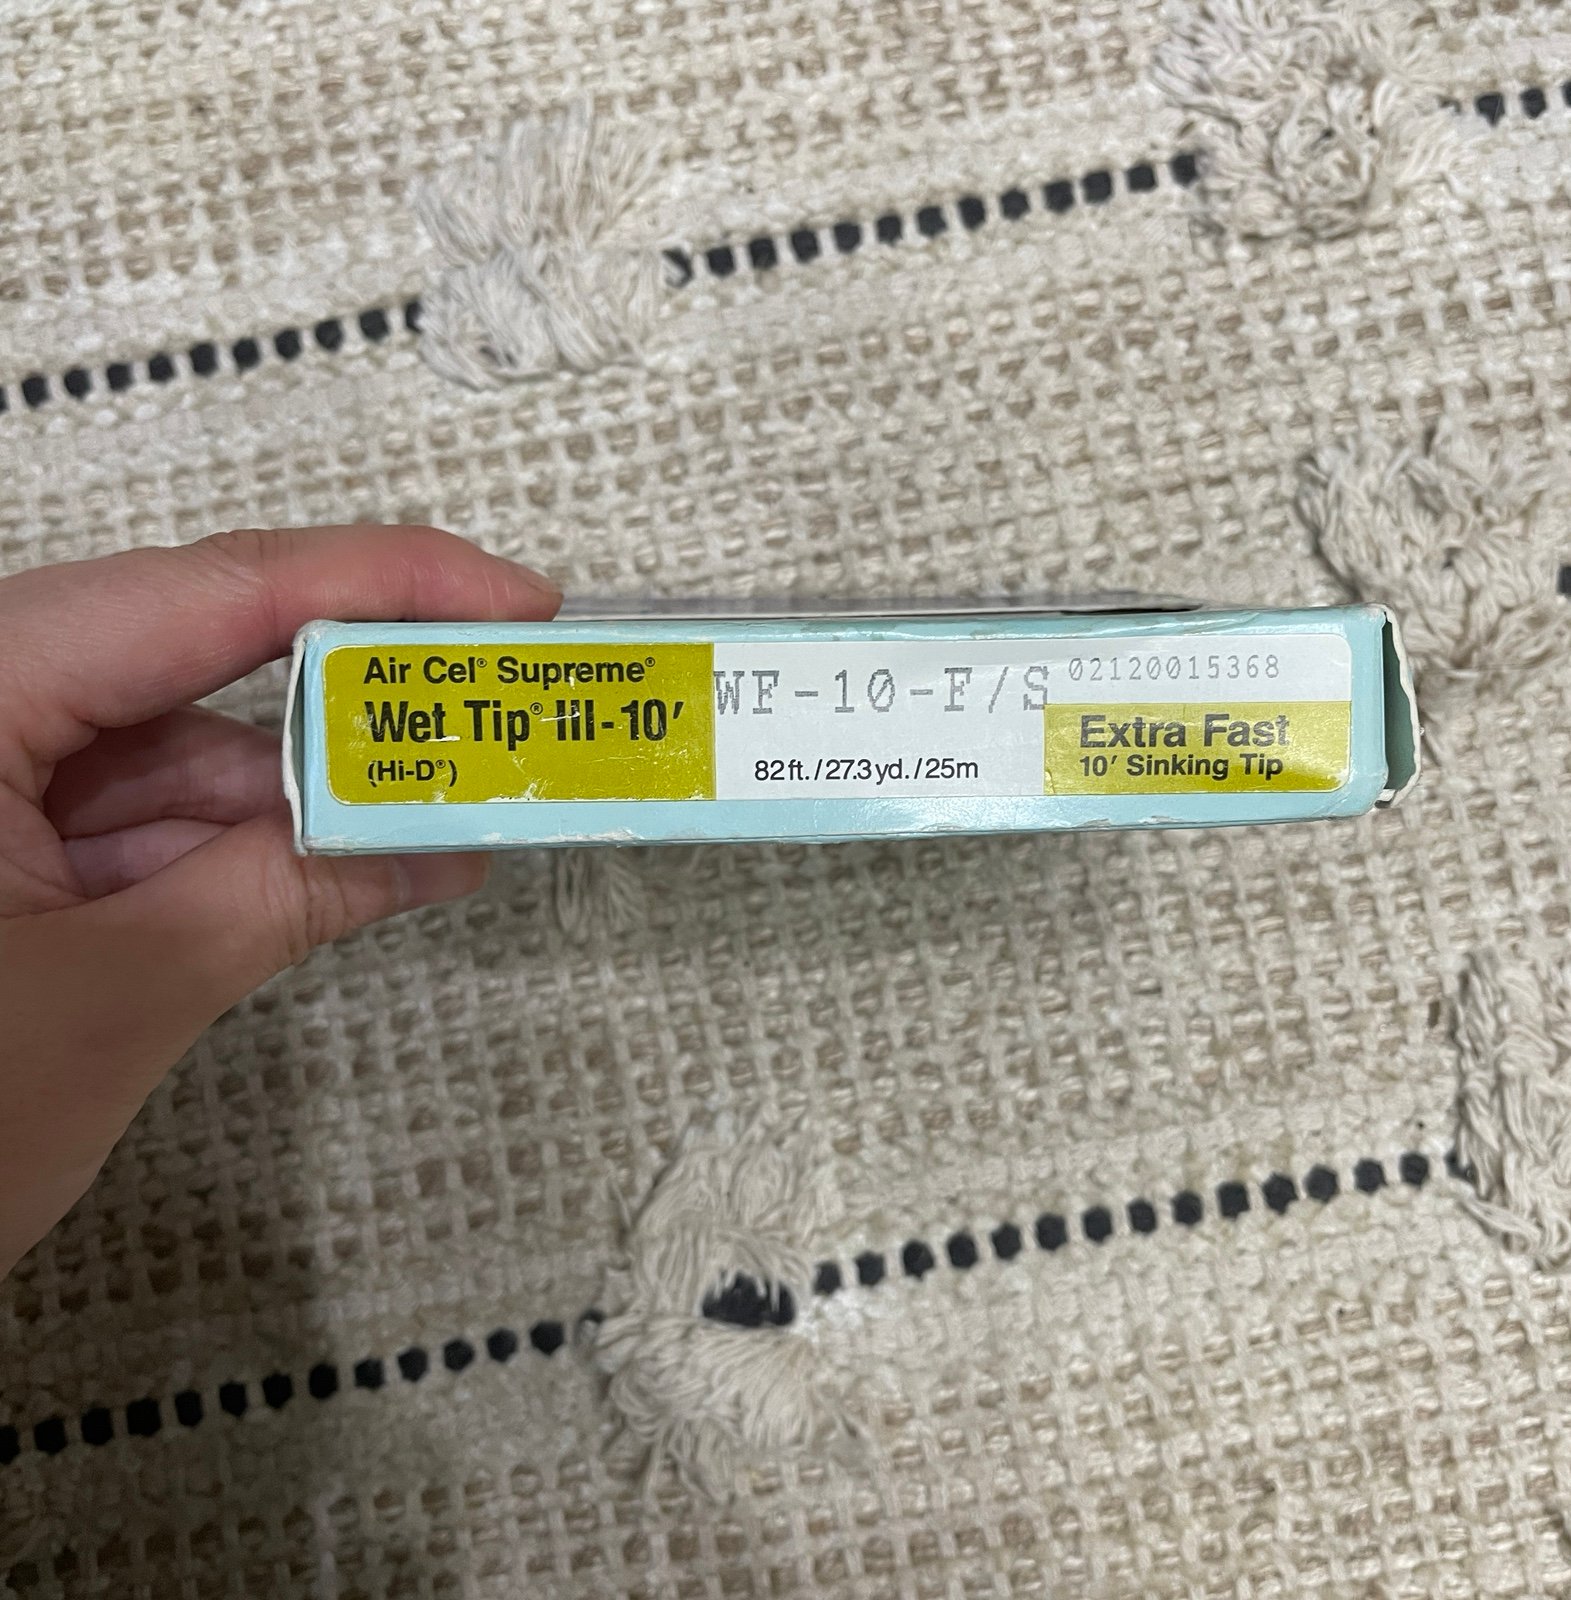 Air Cel® Supreme®
Wet Tip® III-10′
(Hi-D®)
WF-10-F/S
82 ft./27.3 yd./25m
02120015368
Extra Fast
10′ Sinking Tip